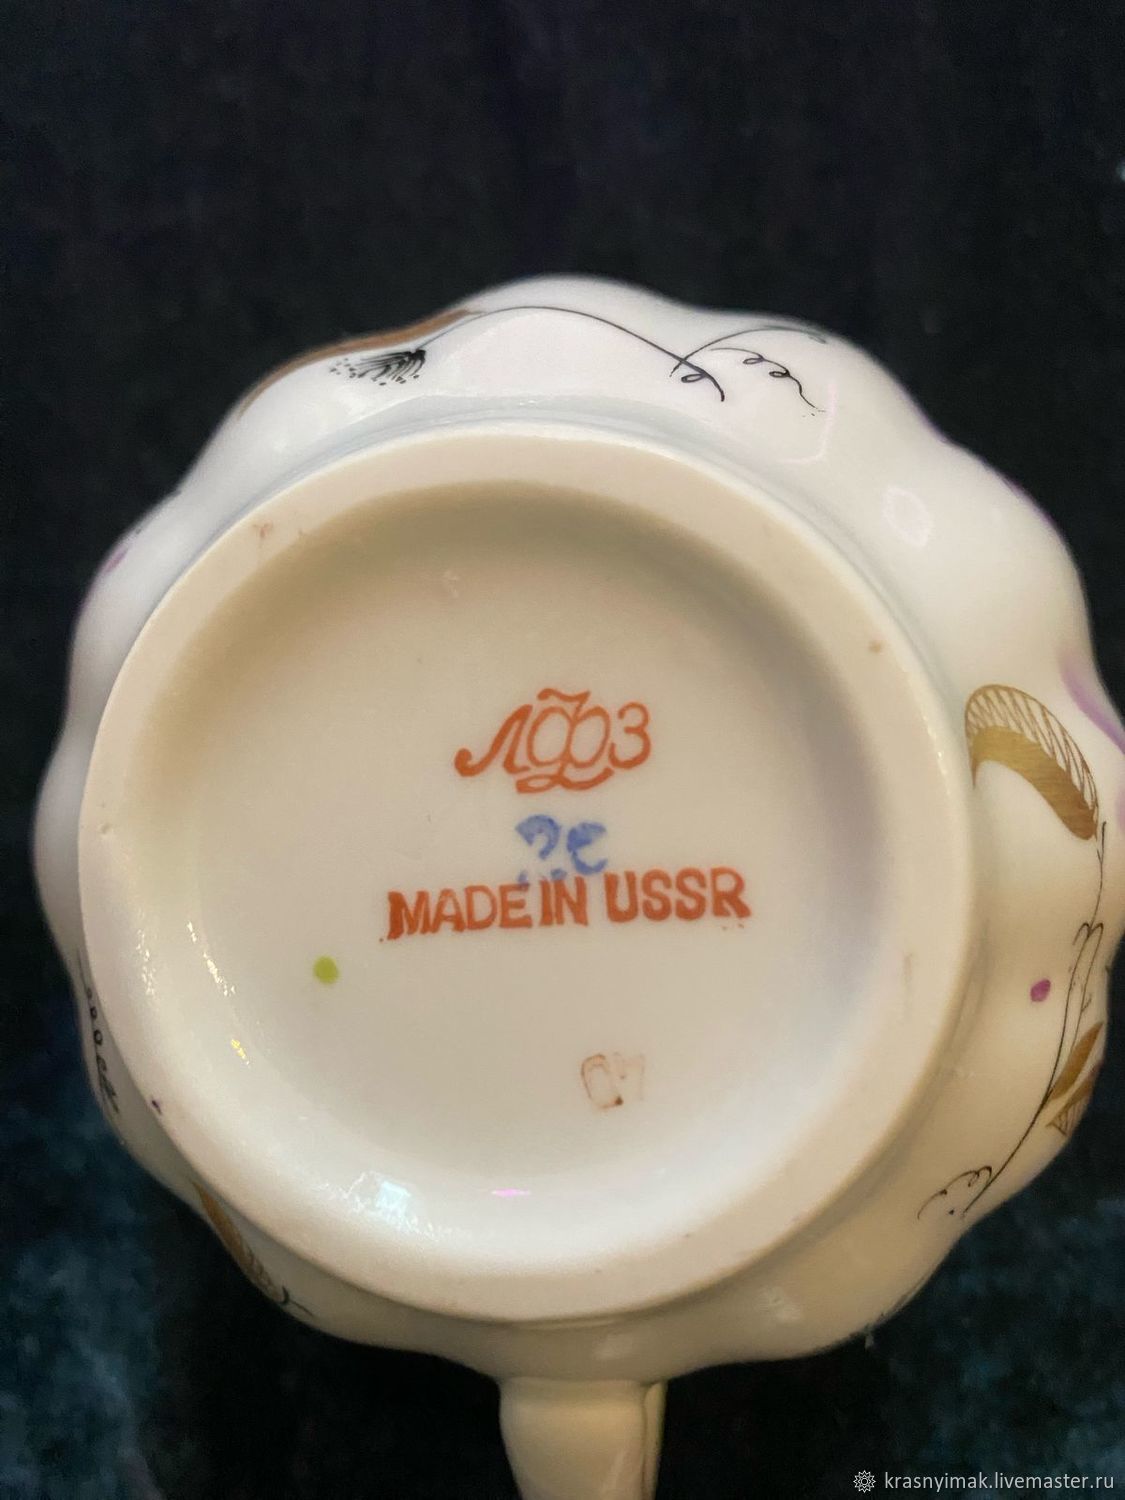 ЛФЗ
MADE IN USSR
krasnyimak.livemaster.ru